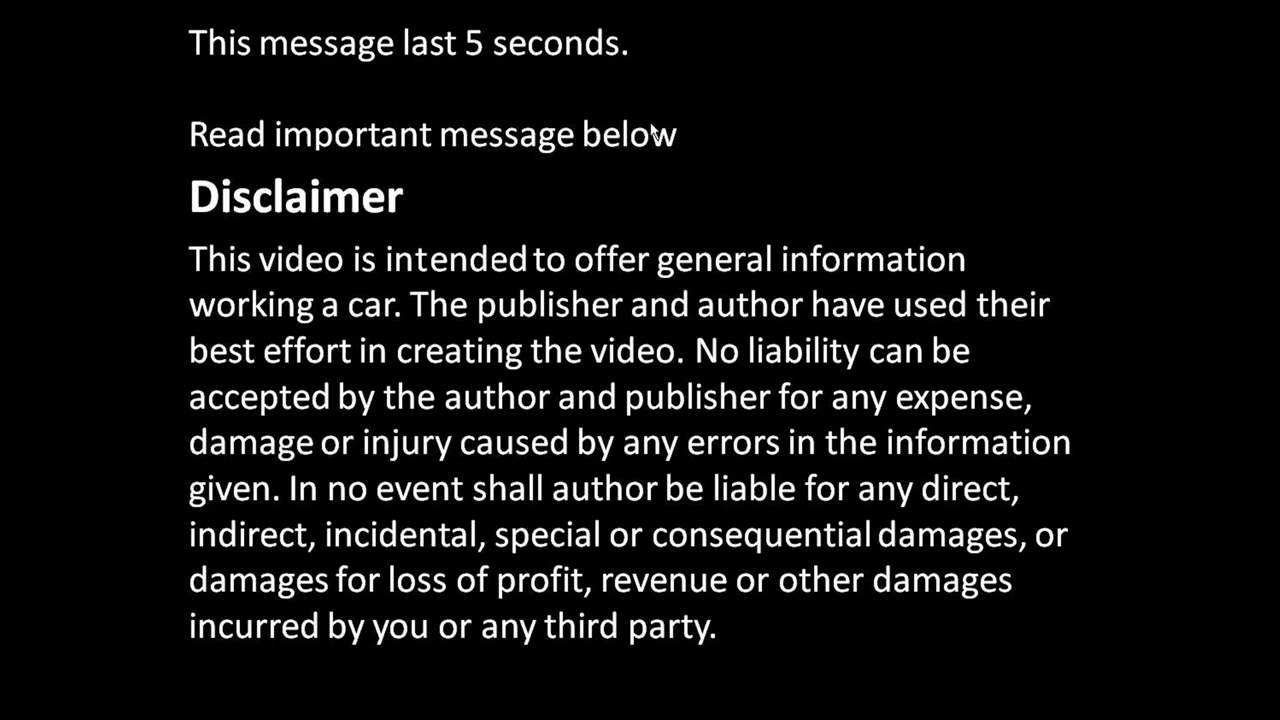 This message last 5 seconds.
Read important message below
Disclaimer
This video is intended to offer general information
working a car. The publisher and author have used their
best effort in creating the video. No liability can be
accepted by the author and publisher for any expense,
damage or injury caused by any errors in the information
given. In no event shall author be liable for any direct,
indirect, incidental, special or consequential damages, or
damages for loss of profit, revenue or other damages
incurred by you or any third party.